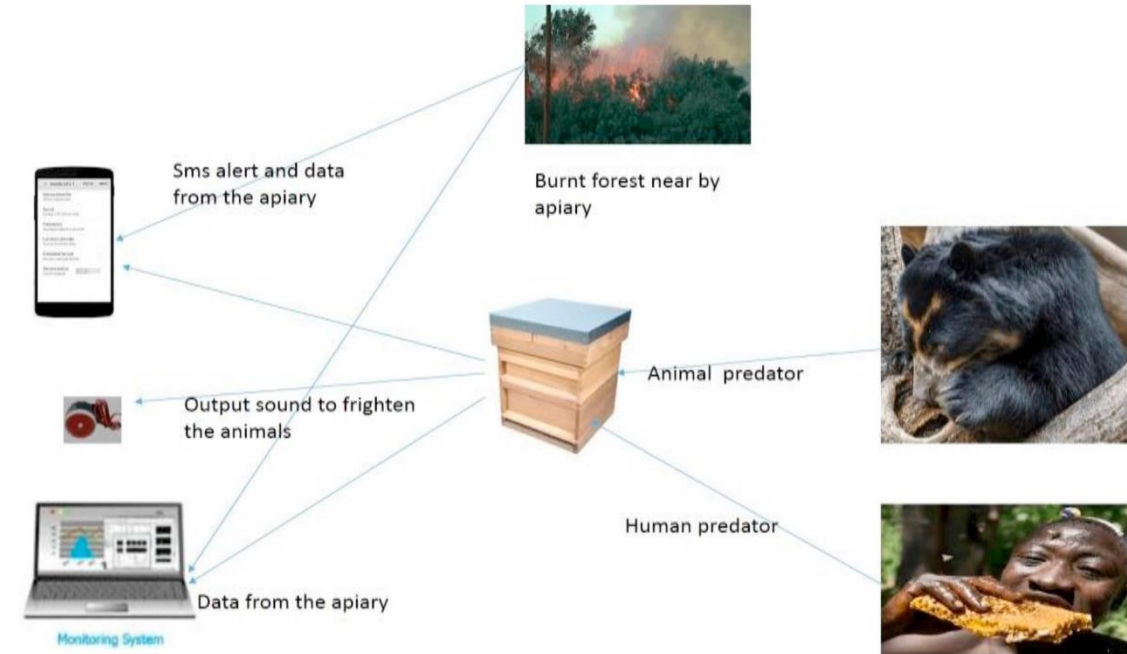 Sms alert and data
from the apiary
Burnt forest near by
apiary
Animal predator
Output sound to frighten
the animals
Human predator
Data from the apiary
Monitoring System